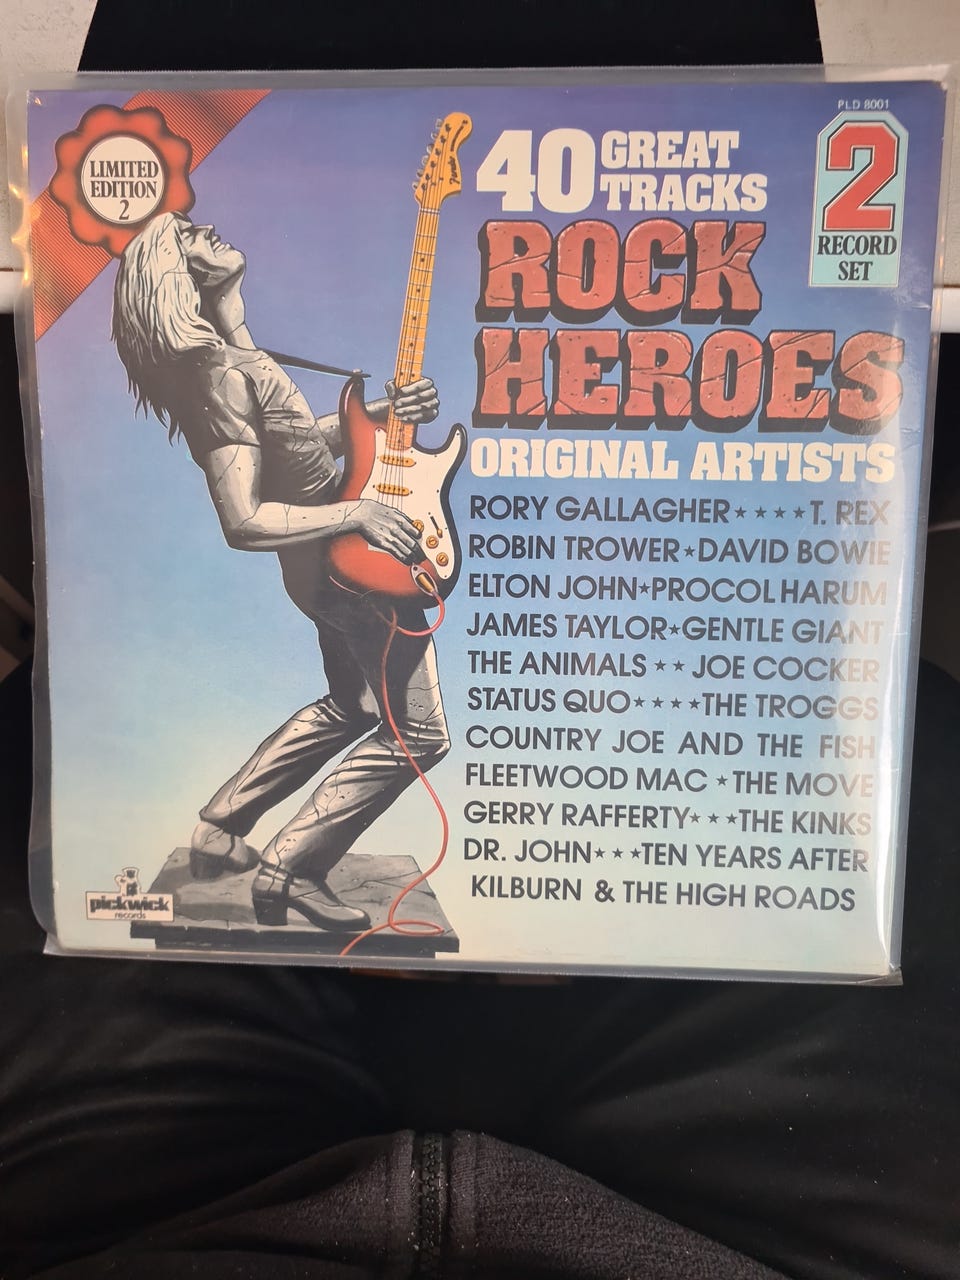 PLD 8001
LIMITED
EDITION
2
40 GREAT
TRACKS
2
RECORD
SET
ROCK
HEROES
ORIGINAL ARTISTS
RORY GALLAGHER★★★★T. REX
ROBIN TROWER★DAVID BOWIE
ELTON JOHN★PROCOL HARUM
JAMES TAYLOR★GENTLE GIANT
THE ANIMALS★★JOE COCKER
STATUS QUO★★★★THE TROGGS
COUNTRY JOE AND THE FISH
FLEETWOOD MAC★THE MOVE
GERRY RAFFERTY★★★THE KINKS
DR. JOHN★★★TEN YEARS AFTER
KILBURN & THE HIGH ROADS
Fender
pickwick
records